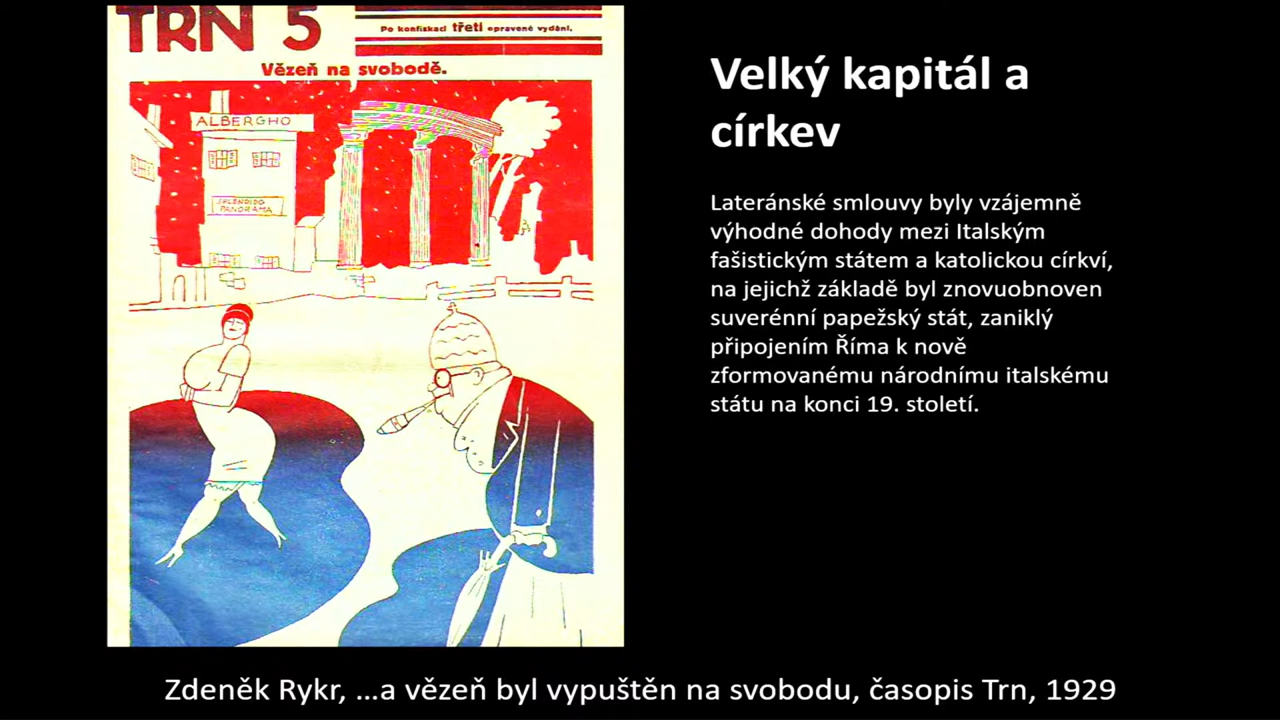 TRN 5
Po konfiskaci třetí opravené vydání.
Vězeň na svobodě.
ALBERGHO
SPLENDIDO
PANORAMA
Velký kapitál a
církev
Lateránské smlouvy byly vzájemně
výhodné dohody mezi Italským
fašistickým státem a katolickou církví,
na jejichž základě byl znovuobnoven
suverénní papežský stát, zaniklý
připojením Říma k nově
zformovanému národnímu italskému
státu na konci 19. století.
Zdeněk Rykr, ...a vězeň byl vypuštěn na svobodu, časopis Trn, 1929